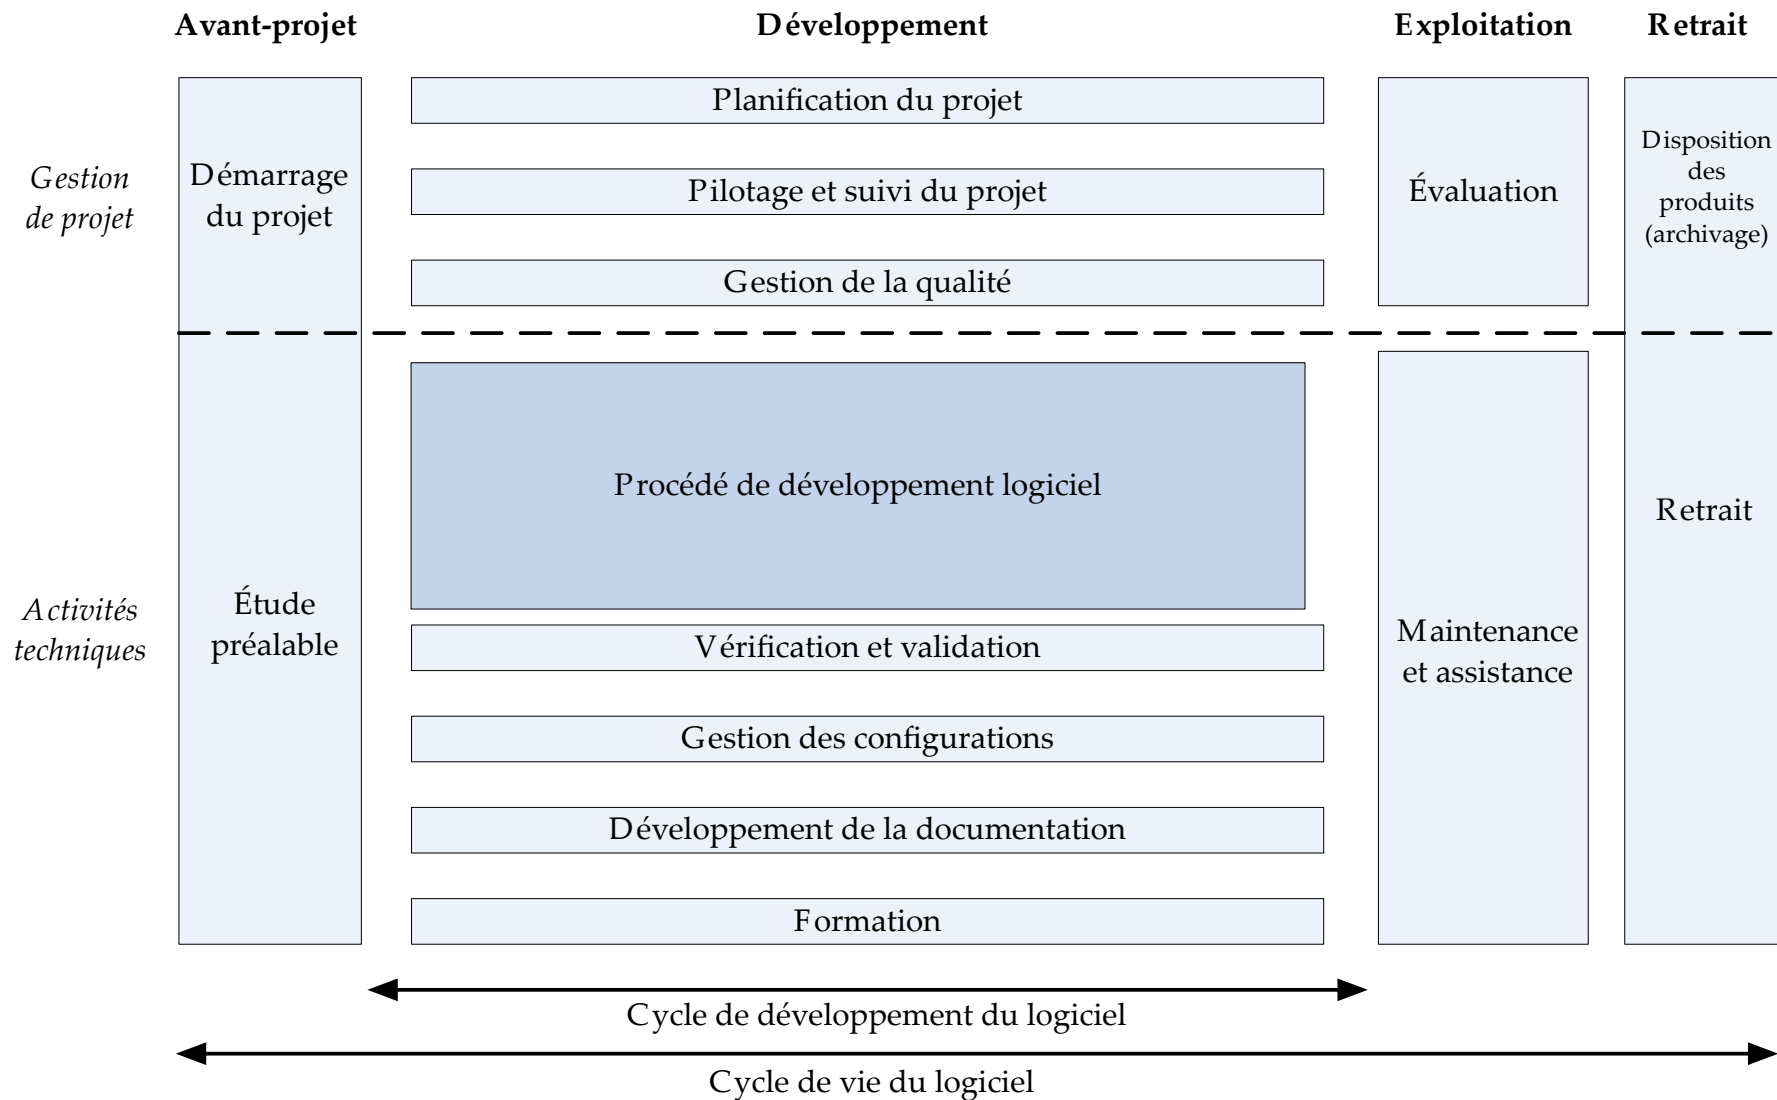 Avant-projet
Développement
Exploitation
Retrait
Gestion
de projet
Démarrage
du projet
Planification du projet
Pilotage et suivi du projet
Gestion de la qualité
Évaluation
Disposition
des
produits
(archivage)
Activités
techniques
Étude
préalable
Procédé de développement logiciel
Vérification et validation
Gestion des configurations
Développement de la documentation
Formation
Maintenance
et assistance
Retrait
Cycle de développement du logiciel
Cycle de vie du logiciel